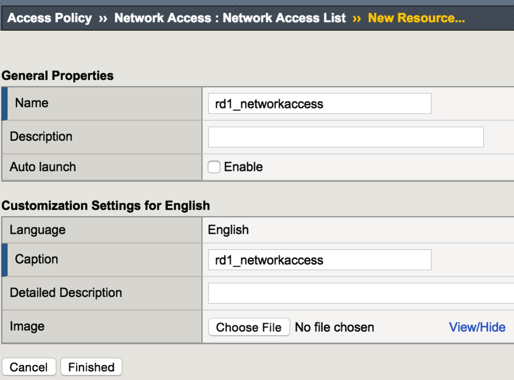 Access Policy ›› Network Access : Network Access List ›› New Resource...
General Properties
Name rd1_networkaccess
Description
Auto launch Enable
Customization Settings for English
Language English
Caption rd1_networkaccess
Detailed Description
Image Choose File No file chosen View/Hide
Cancel Finished